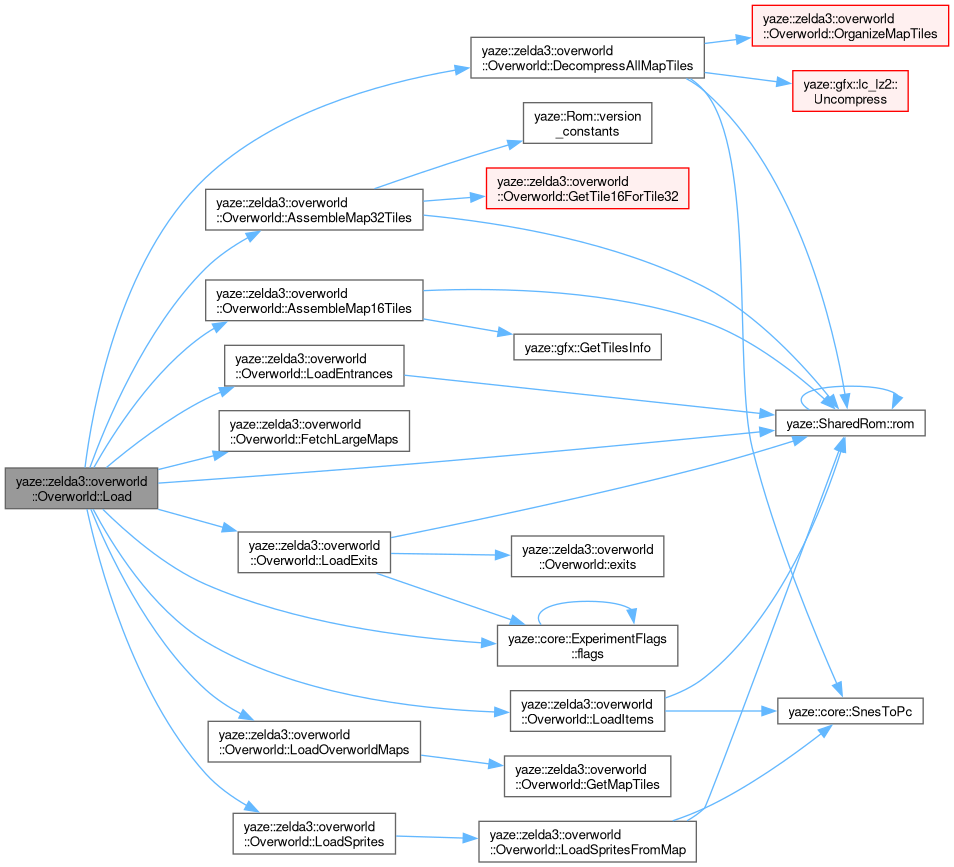 yaze::zelda3::overworld
::Overworld::OrganizeMapTiles
yaze::zelda3::overworld
::Overworld::DecompressAllMapTiles
yaze::gfx::lc_lz2::
Uncompress
yaze::Rom::version
_constants
yaze::zelda3::overworld
::Overworld::GetTile16ForTile32
yaze::zelda3::overworld
::Overworld::AssembleMap32Tiles
yaze::zelda3::overworld
::Overworld::AssembleMap16Tiles
yaze::gfx::GetTilesInfo
yaze::zelda3::overworld
::Overworld::LoadEntrances
yaze::zelda3::overworld
::Overworld::FetchLargeMaps
yaze::SharedRom::rom
yaze::zelda3::overworld
::Overworld::Load
yaze::zelda3::overworld
::Overworld::LoadExits
yaze::zelda3::overworld
::Overworld::exits
yaze::core::ExperimentFlags
::flags
yaze::zelda3::overworld
::Overworld::LoadItems
yaze::core::SnesToPc
yaze::zelda3::overworld
::Overworld::LoadOverworldMaps
yaze::zelda3::overworld
::Overworld::GetMapTiles
yaze::zelda3::overworld
::Overworld::LoadSprites
yaze::zelda3::overworld
::Overworld::LoadSpritesFromMap